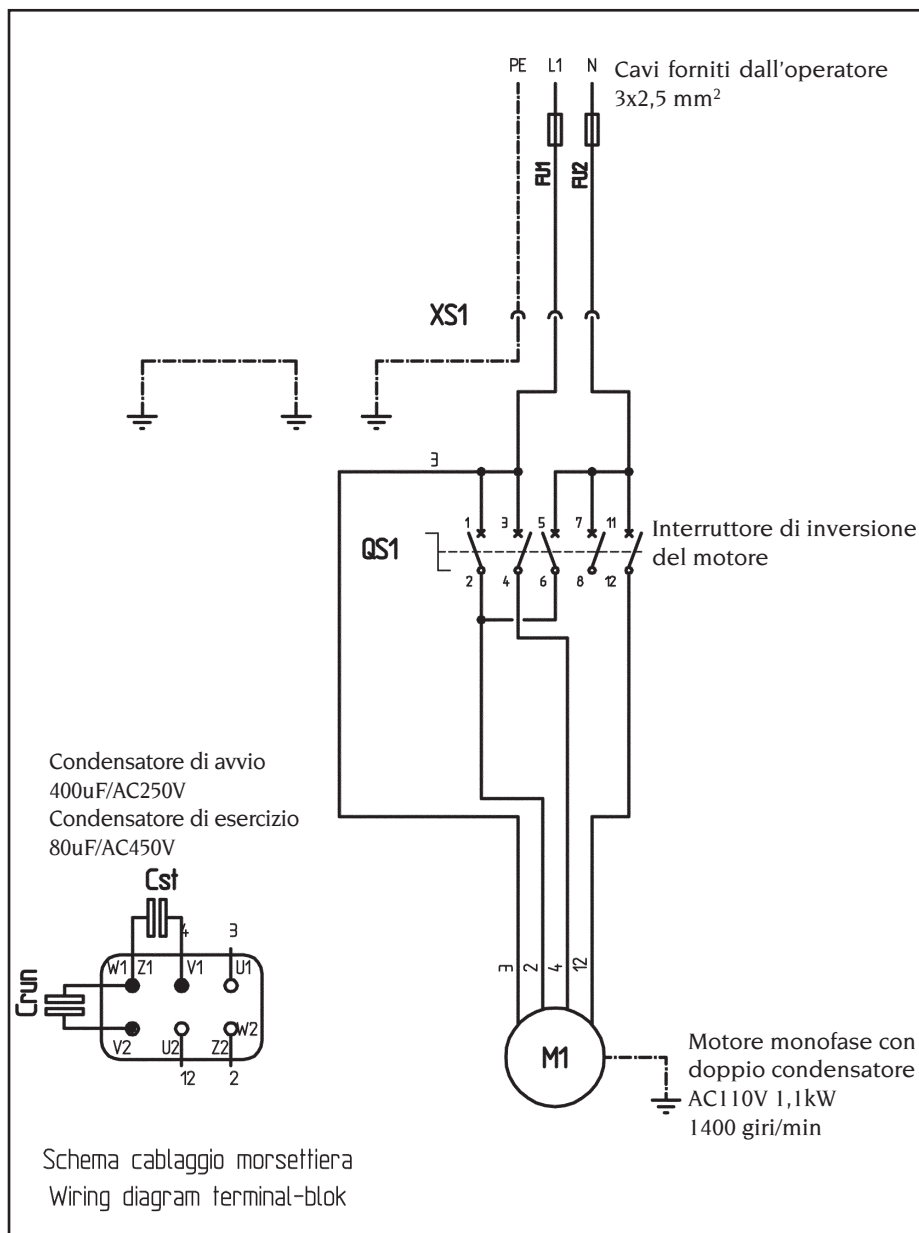 PE L1 N
Cavi forniti dall'operatore
3x2,5 mm²
FU1 FU2
XS1
3
1 3 5 7 11
QS1
2 4 6 8 12
Interruttore di inversione
del motore
Condensatore di avvio
400uF/AC250V
Condensatore di esercizio
80uF/AC450V
Cst
4 3
W1 Z1 V1 U1
Crun
W2
V2 U2 Z2
12 2
3 2 4 12
M1
Motore monofase con
doppio condensatore
AC110V 1,1kW
1400 giri/min
Schema cablaggio morsettiera
Wiring diagram terminal-blok